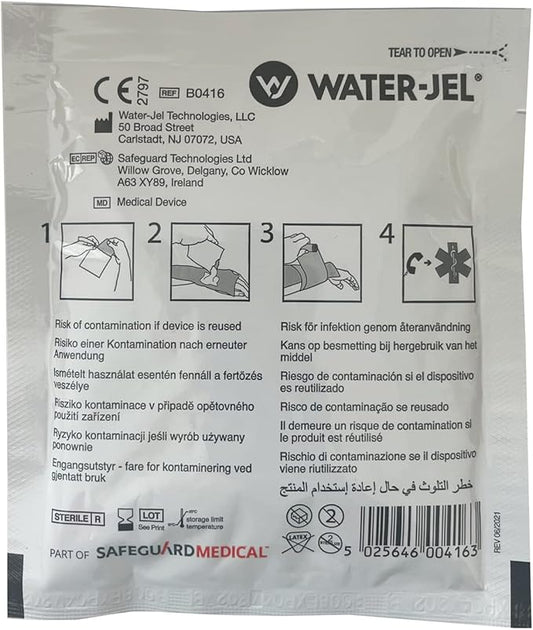 TEAR TO OPEN
CE 2797 REF B0416
WATER-JEL®
Water-Jel Technologies, LLC
50 Broad Street
Carlstadt, NJ 07072, USA
EC REP Safeguard Technologies Ltd
Willow Grove, Delgany, Co Wicklow
A63 XY89, Ireland
MD Medical Device
1 2 3 4
Risk of contamination if device is reused
Risiko einer Kontamination nach erneuter
Anwendung
Ismételt használat esentén fennáll a fertőzés
veszélye
Risziko kontaminace v případě opětovného
použití zařízení
Ryzyko kontaminacji jeśli wyrób używany
ponownie
Engangsutstyr - fare for kontaminering ved
gjentatt bruk
Risk för infektion genom återanvändning
Kans op besmetting bij hergebruik van het
middel
Riesgo de contaminación si el dispositivo
es reutilizado
Risco de contaminação se reusado
Il demeure un risque de contamination si
le produit est réutilisé
Rischio di contaminazione se il dispositivo
viene riutilizzato
خطر التلوث في حال إعادة إستخدام المنتج
STERILE R
LOT
See Print
storage limit
temperature
LATEX
2
5 025646 004163
REV 06/2021
PART OF SAFEGUARDMEDICAL